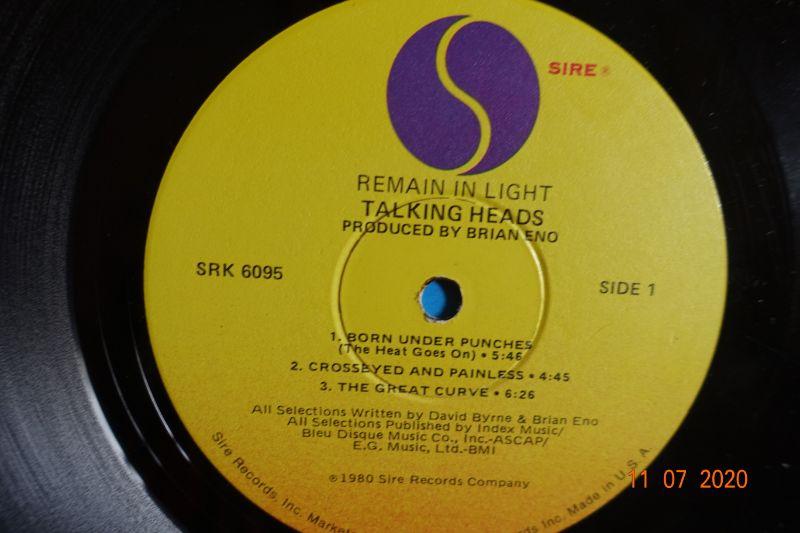 SIRE®
REMAIN IN LIGHT
TALKING HEADS
PRODUCED BY BRIAN ENO
SRK 6095
SIDE 1
1. BORN UNDER PUNCHES
(The Heat Goes On) • 5:46
2. CROSSEYED AND PAINLESS • 4:45
3. THE GREAT CURVE • 6:26
All Selections Written by David Byrne & Brian Eno
All Selections Published by Index Music/
Bleu Disque Music Co., Inc.-ASCAP/
E.G. Music, Ltd.-BMI
℗1980 Sire Records Company
Sire Records, Inc. Made in U.S.A.
11 07 2020